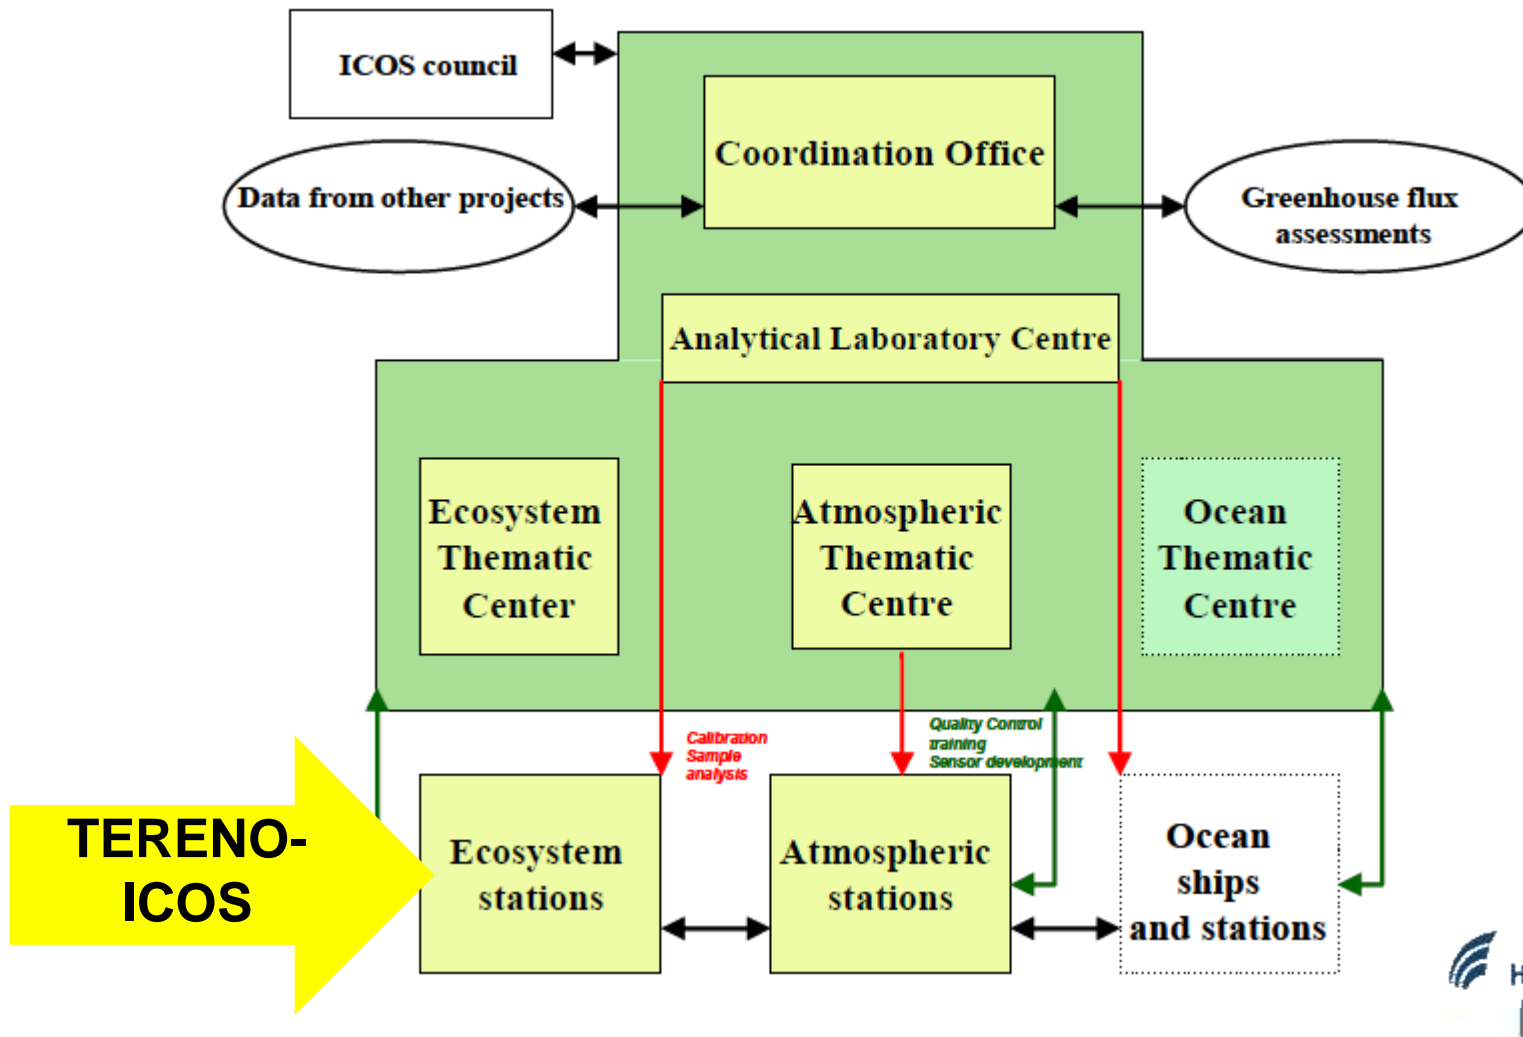 ICOS council
Coordination Office
Data from other projects
Greenhouse flux
assessments
Analytical Laboratory Centre
Ecosystem
Thematic
Center
Atmospheric
Thematic
Centre
Ocean
Thematic
Centre
Calibration
Sample
analysis
Quality Control
training
Sensor development
TERENO-
ICOS
Ecosystem
stations
Atmospheric
stations
Ocean
ships
and stations
H